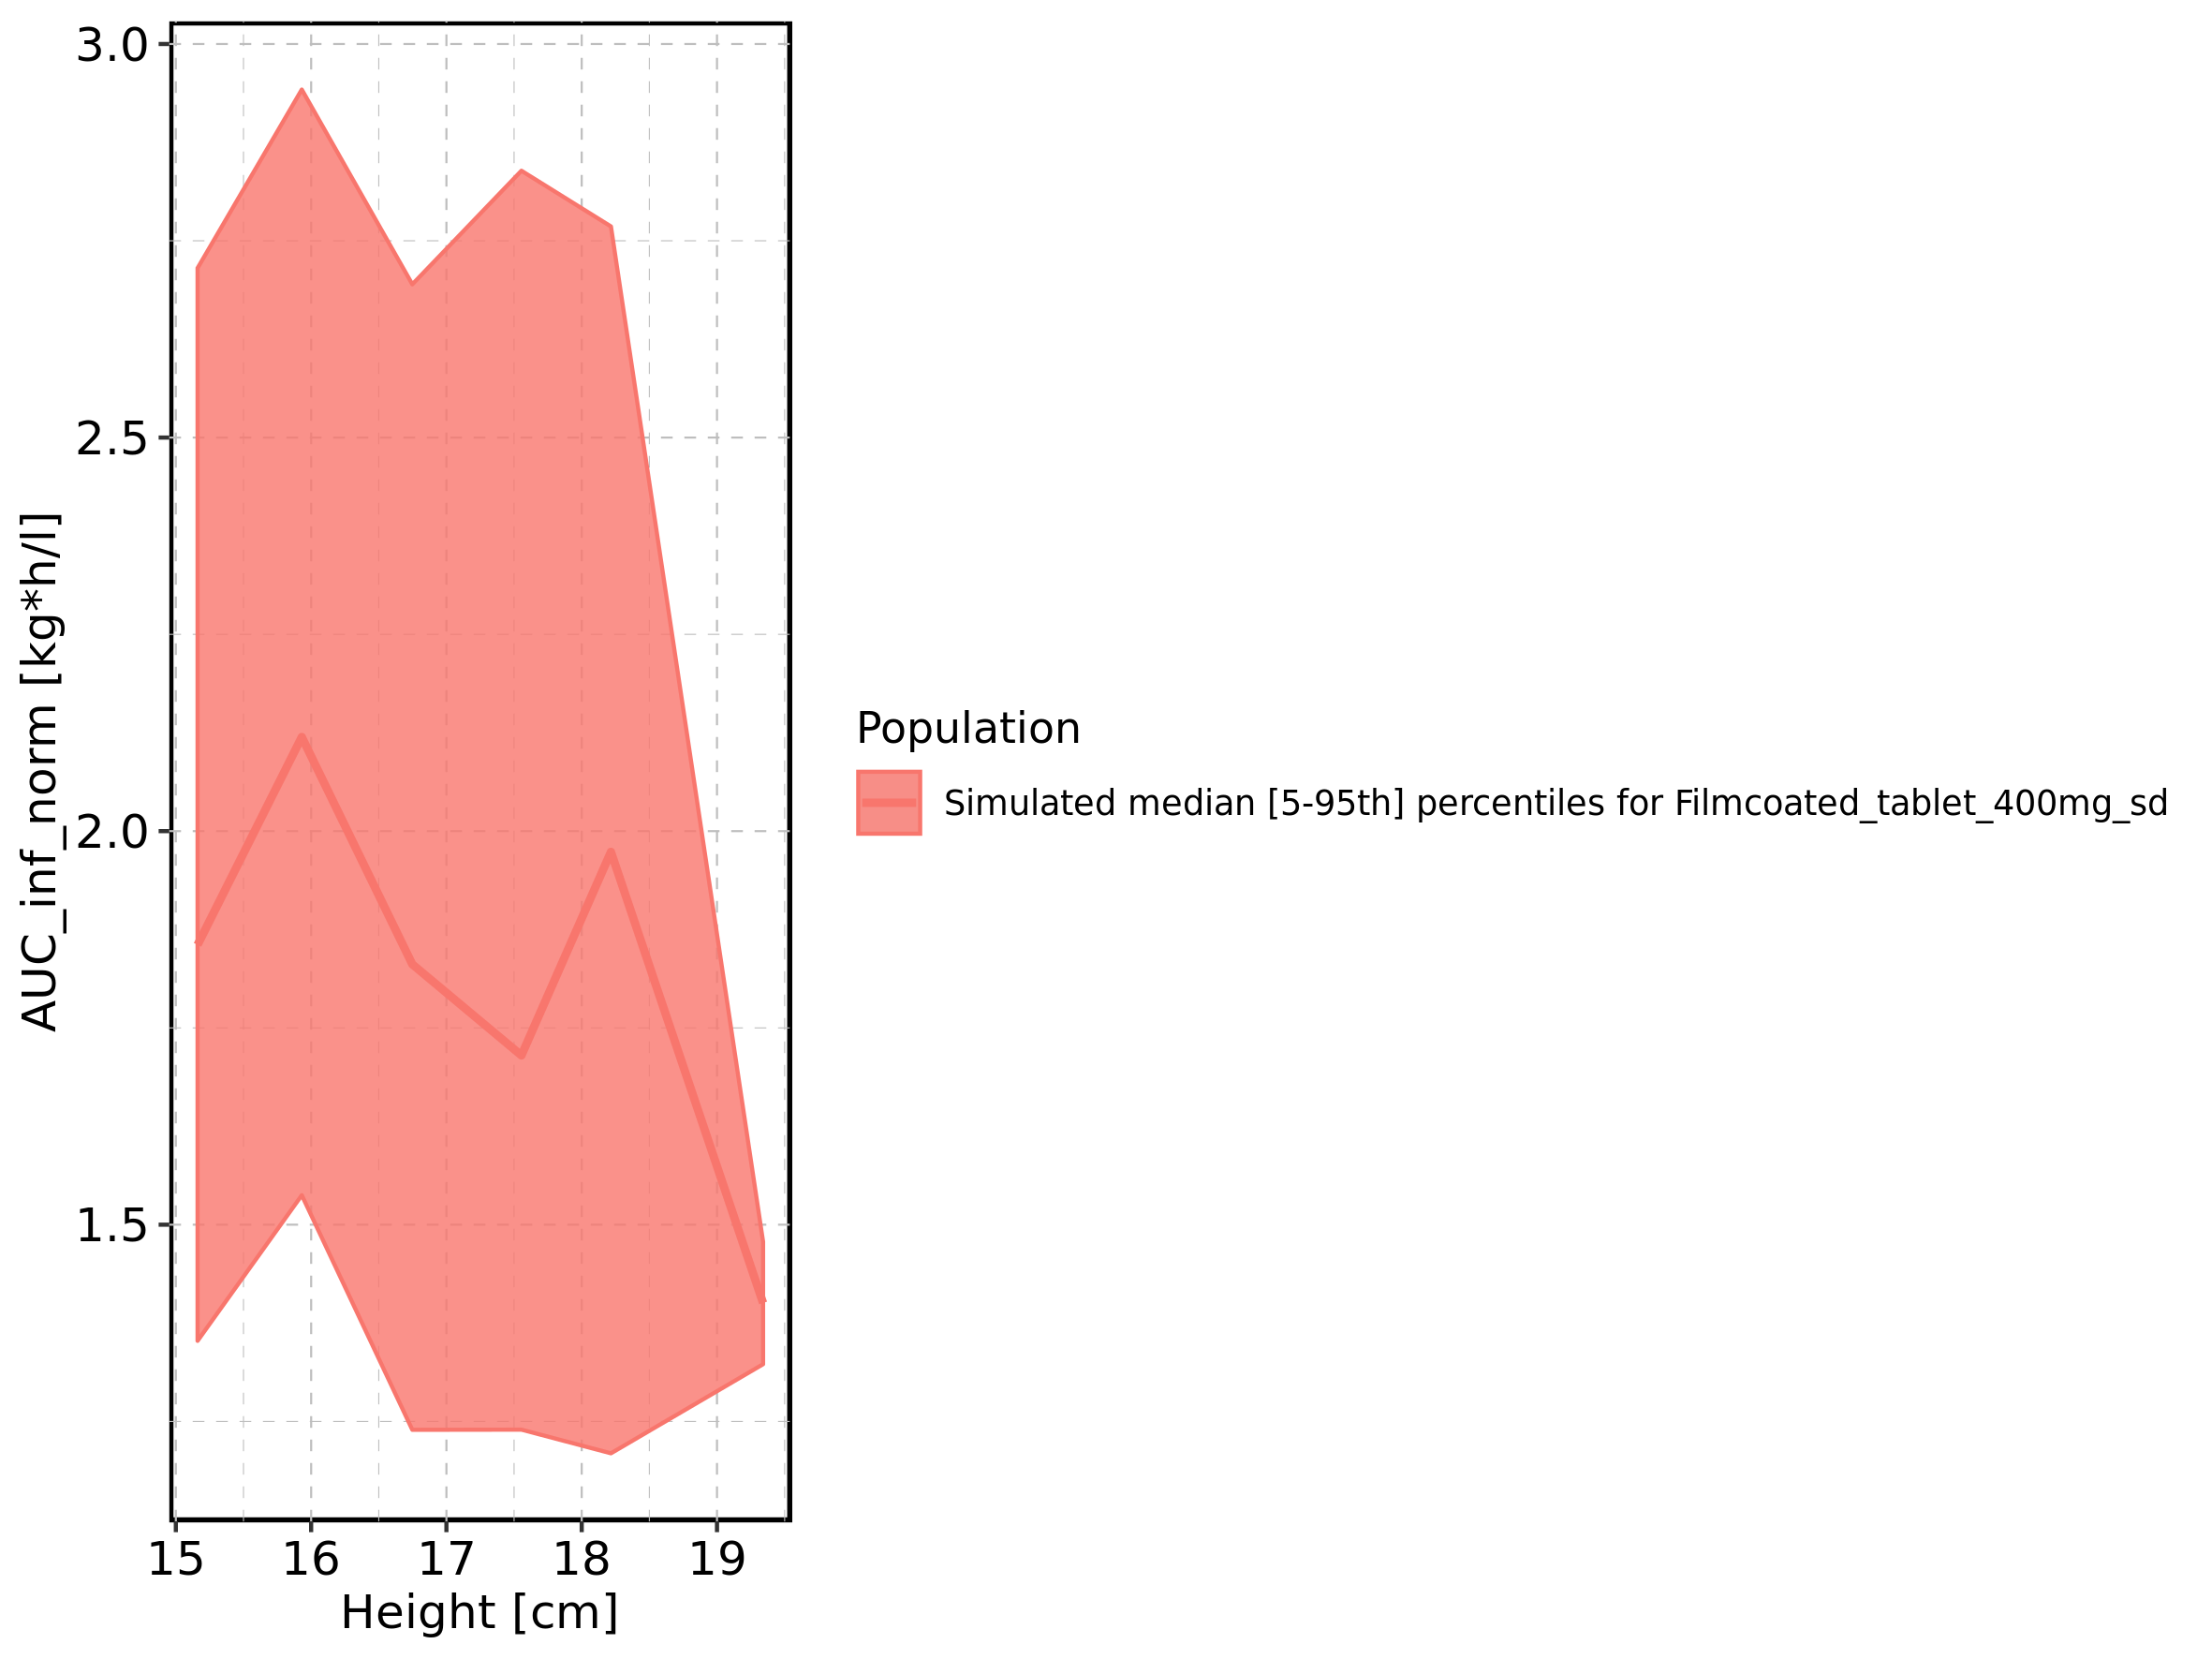 3.0
2.5
2.0
1.5
AUC_inf_norm [kg*h/l]
15 16 17 18 19
Height [cm]
Population
Simulated median [5-95th] percentiles for Filmcoated_tablet_400mg_sd